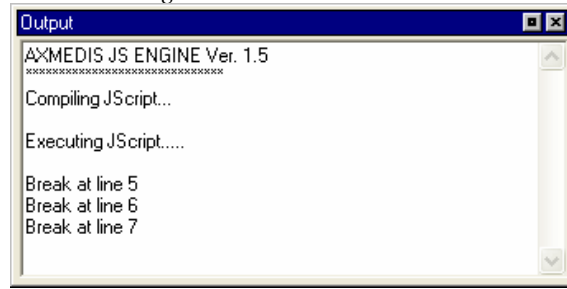 Output
AXMEDIS JS ENGINE Ver. 1.5
******************************
Compiling JScript...
Executing JScript.....
Break at line 5
Break at line 6
Break at line 7